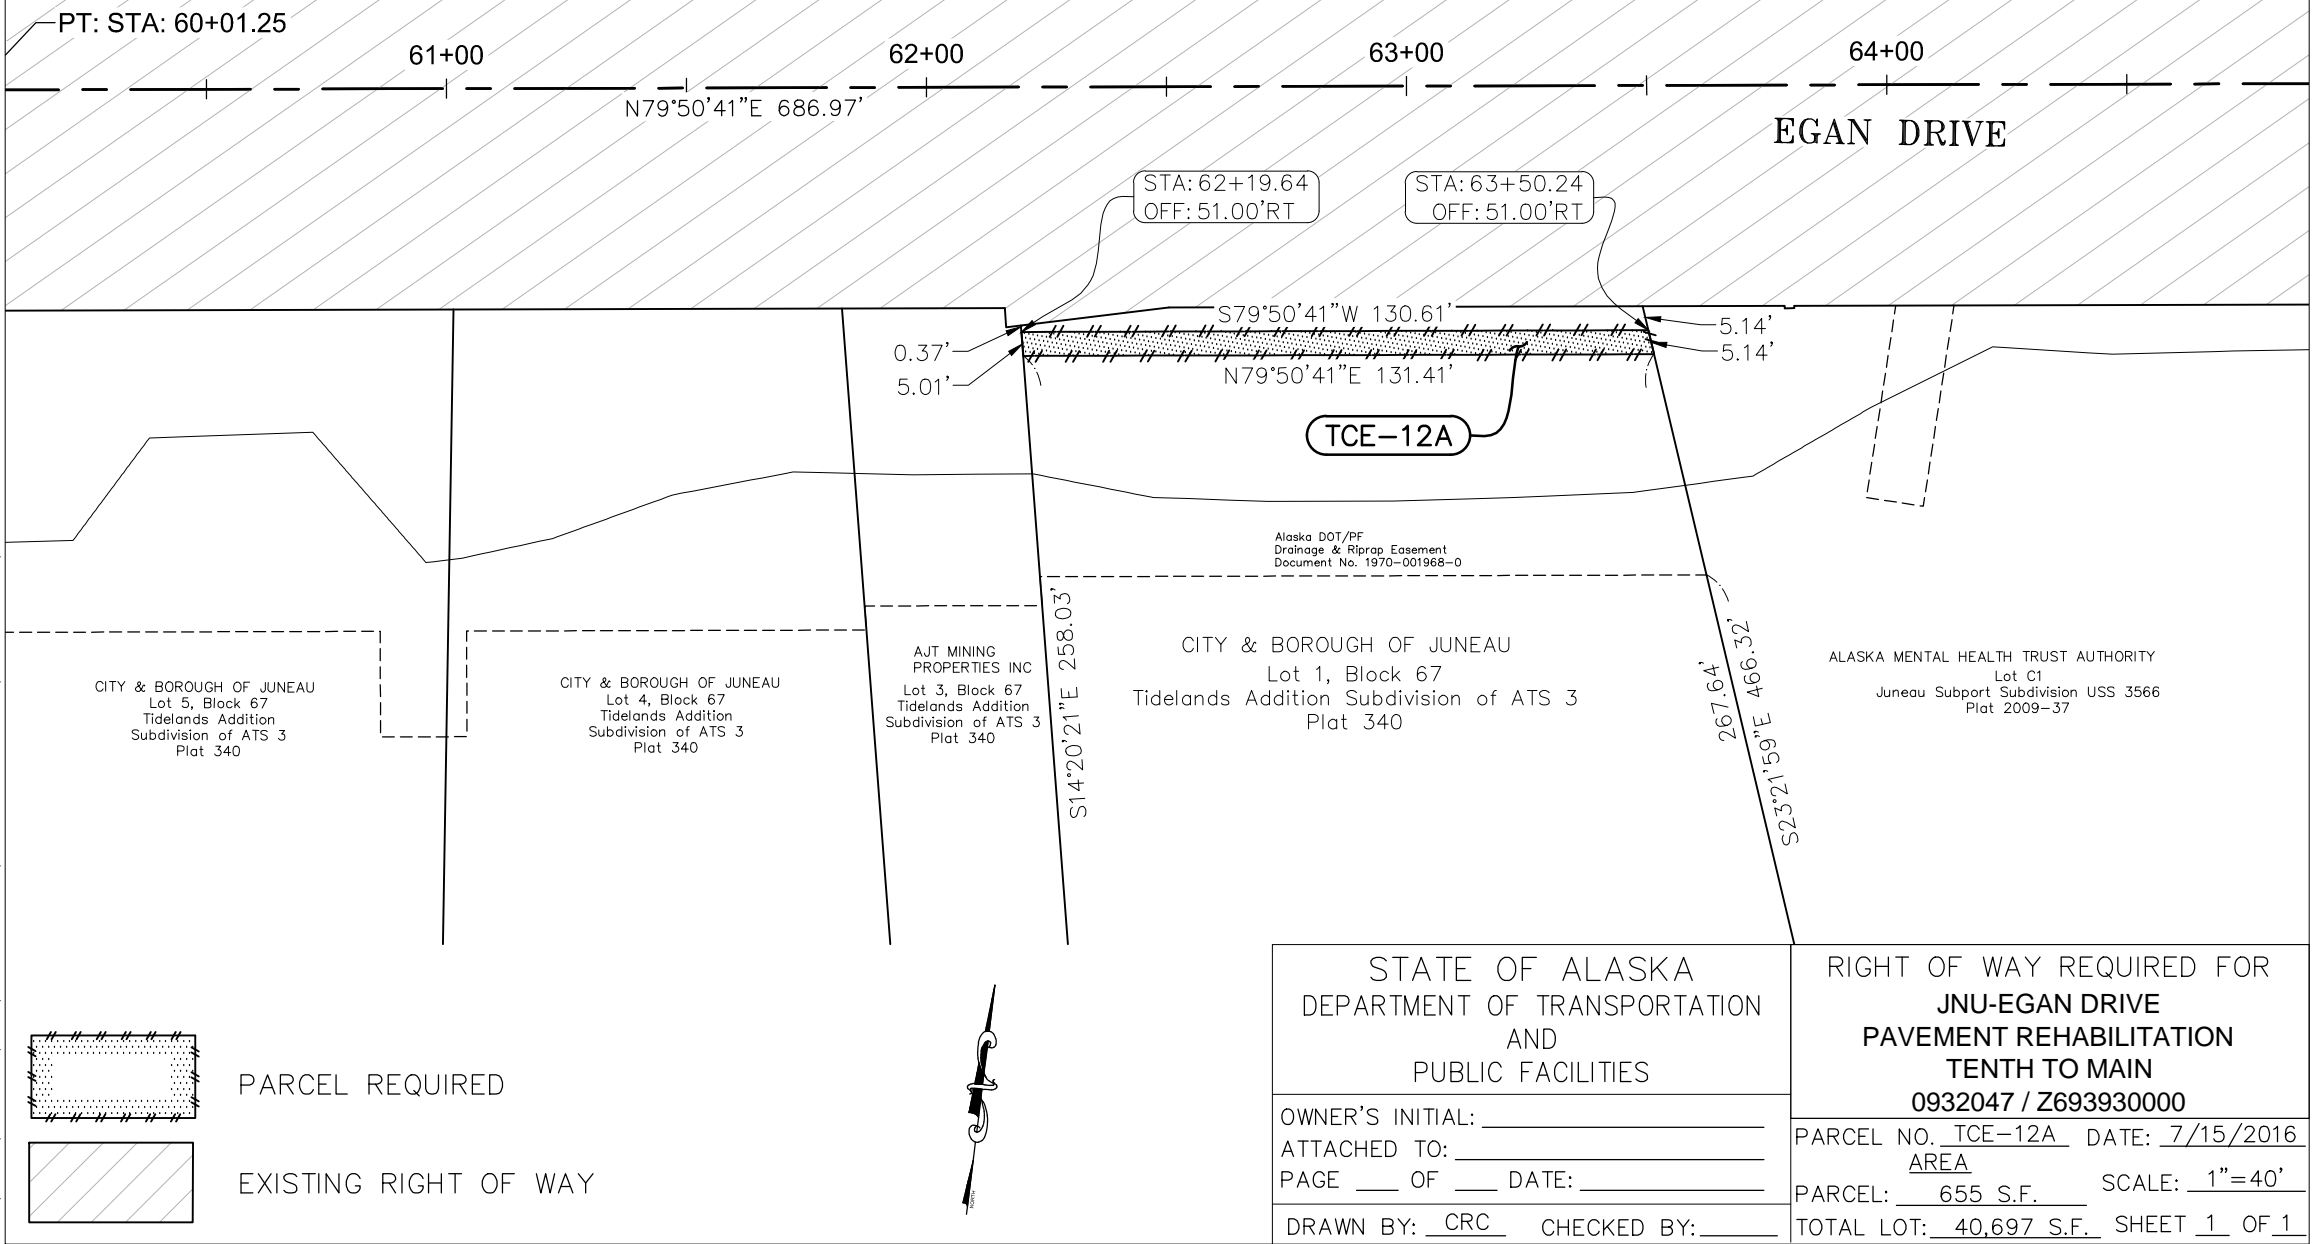 PT: STA: 60+01.25
61+00
62+00
63+00
64+00
N79°50'41"E 686.97'
EGAN DRIVE
STA: 62+19.64
OFF: 51.00'RT
STA: 63+50.24
OFF: 51.00'RT
S79°50'41"W 130.61'
0.37'
5.01'
5.14'
5.14'
N79°50'41"E 131.41'
TCE-12A
Alaska DOT/PF
Drainage & Riprap Easement
Document No. 1970-001968-0
CITY & BOROUGH OF JUNEAU
Lot 5, Block 67
Tidelands Addition
Subdivision of ATS 3
Plat 340
CITY & BOROUGH OF JUNEAU
Lot 4, Block 67
Tidelands Addition
Subdivision of ATS 3
Plat 340
AJT MINING
PROPERTIES INC
Lot 3, Block 67
Tidelands Addition
Subdivision of ATS 3
Plat 340
S14°20'21"E 258.03'
CITY & BOROUGH OF JUNEAU
Lot 1, Block 67
Tidelands Addition Subdivision of ATS 3
Plat 340
267.64'
S23°21'59"E 466.32'
ALASKA MENTAL HEALTH TRUST AUTHORITY
Lot C1
Juneau Subport Subdivision USS 3566
Plat 2009-37
PARCEL REQUIRED
EXISTING RIGHT OF WAY
NORTH
STATE OF ALASKA
DEPARTMENT OF TRANSPORTATION
AND
PUBLIC FACILITIES
OWNER'S INITIAL:
ATTACHED TO:
PAGE OF DATE:
DRAWN BY: CRC CHECKED BY:
RIGHT OF WAY REQUIRED FOR
JNU-EGAN DRIVE
PAVEMENT REHABILITATION
TENTH TO MAIN
0932047 / Z693930000
PARCEL NO. TCE-12A DATE: 7/15/2016
AREA
PARCEL: 655 S.F. SCALE: 1"=40'
TOTAL LOT: 40,697 S.F. SHEET 1 OF 1